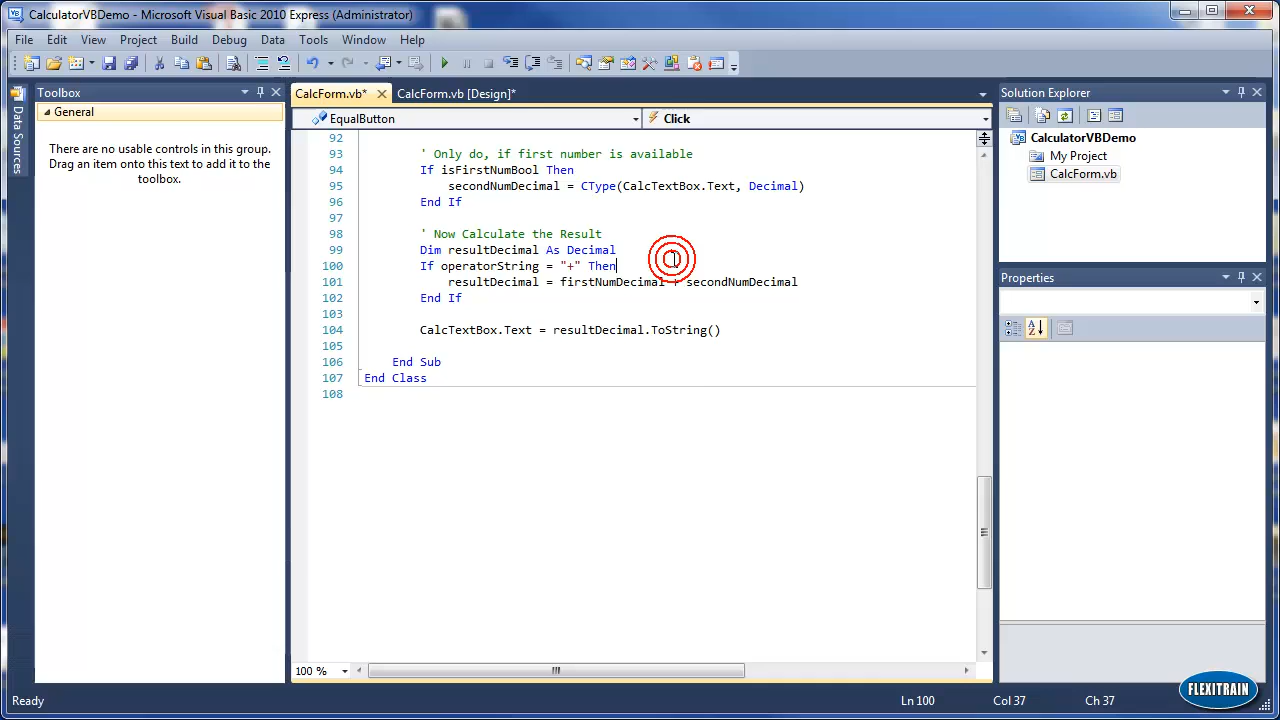 CalculatorVBDemo - Microsoft Visual Basic 2010 Express (Administrator)
File Edit View Project Build Debug Data Tools Window Help
Toolbox
General
There are no usable controls in this group. Drag an item onto this text to add it to the toolbox.
Data Sources
CalcForm.vb* CalcForm.vb [Design]*
EqualButton Click
92
93 ' Only do, if first number is available
94 If isFirstNumBool Then
95 secondNumDecimal = CType(CalcTextBox.Text, Decimal)
96 End If
97
98 ' Now Calculate the Result
99 Dim resultDecimal As Decimal
100 If operatorString = "+" Then
101 resultDecimal = firstNumDecimal + secondNumDecimal
102 End If
103
104 CalcTextBox.Text = resultDecimal.ToString()
105
106 End Sub
107 End Class
108
100 %
Solution Explorer
CalculatorVBDemo
My Project
CalcForm.vb
Properties
Ready Ln 100 Col 37 Ch 37
FLEXITRAIN